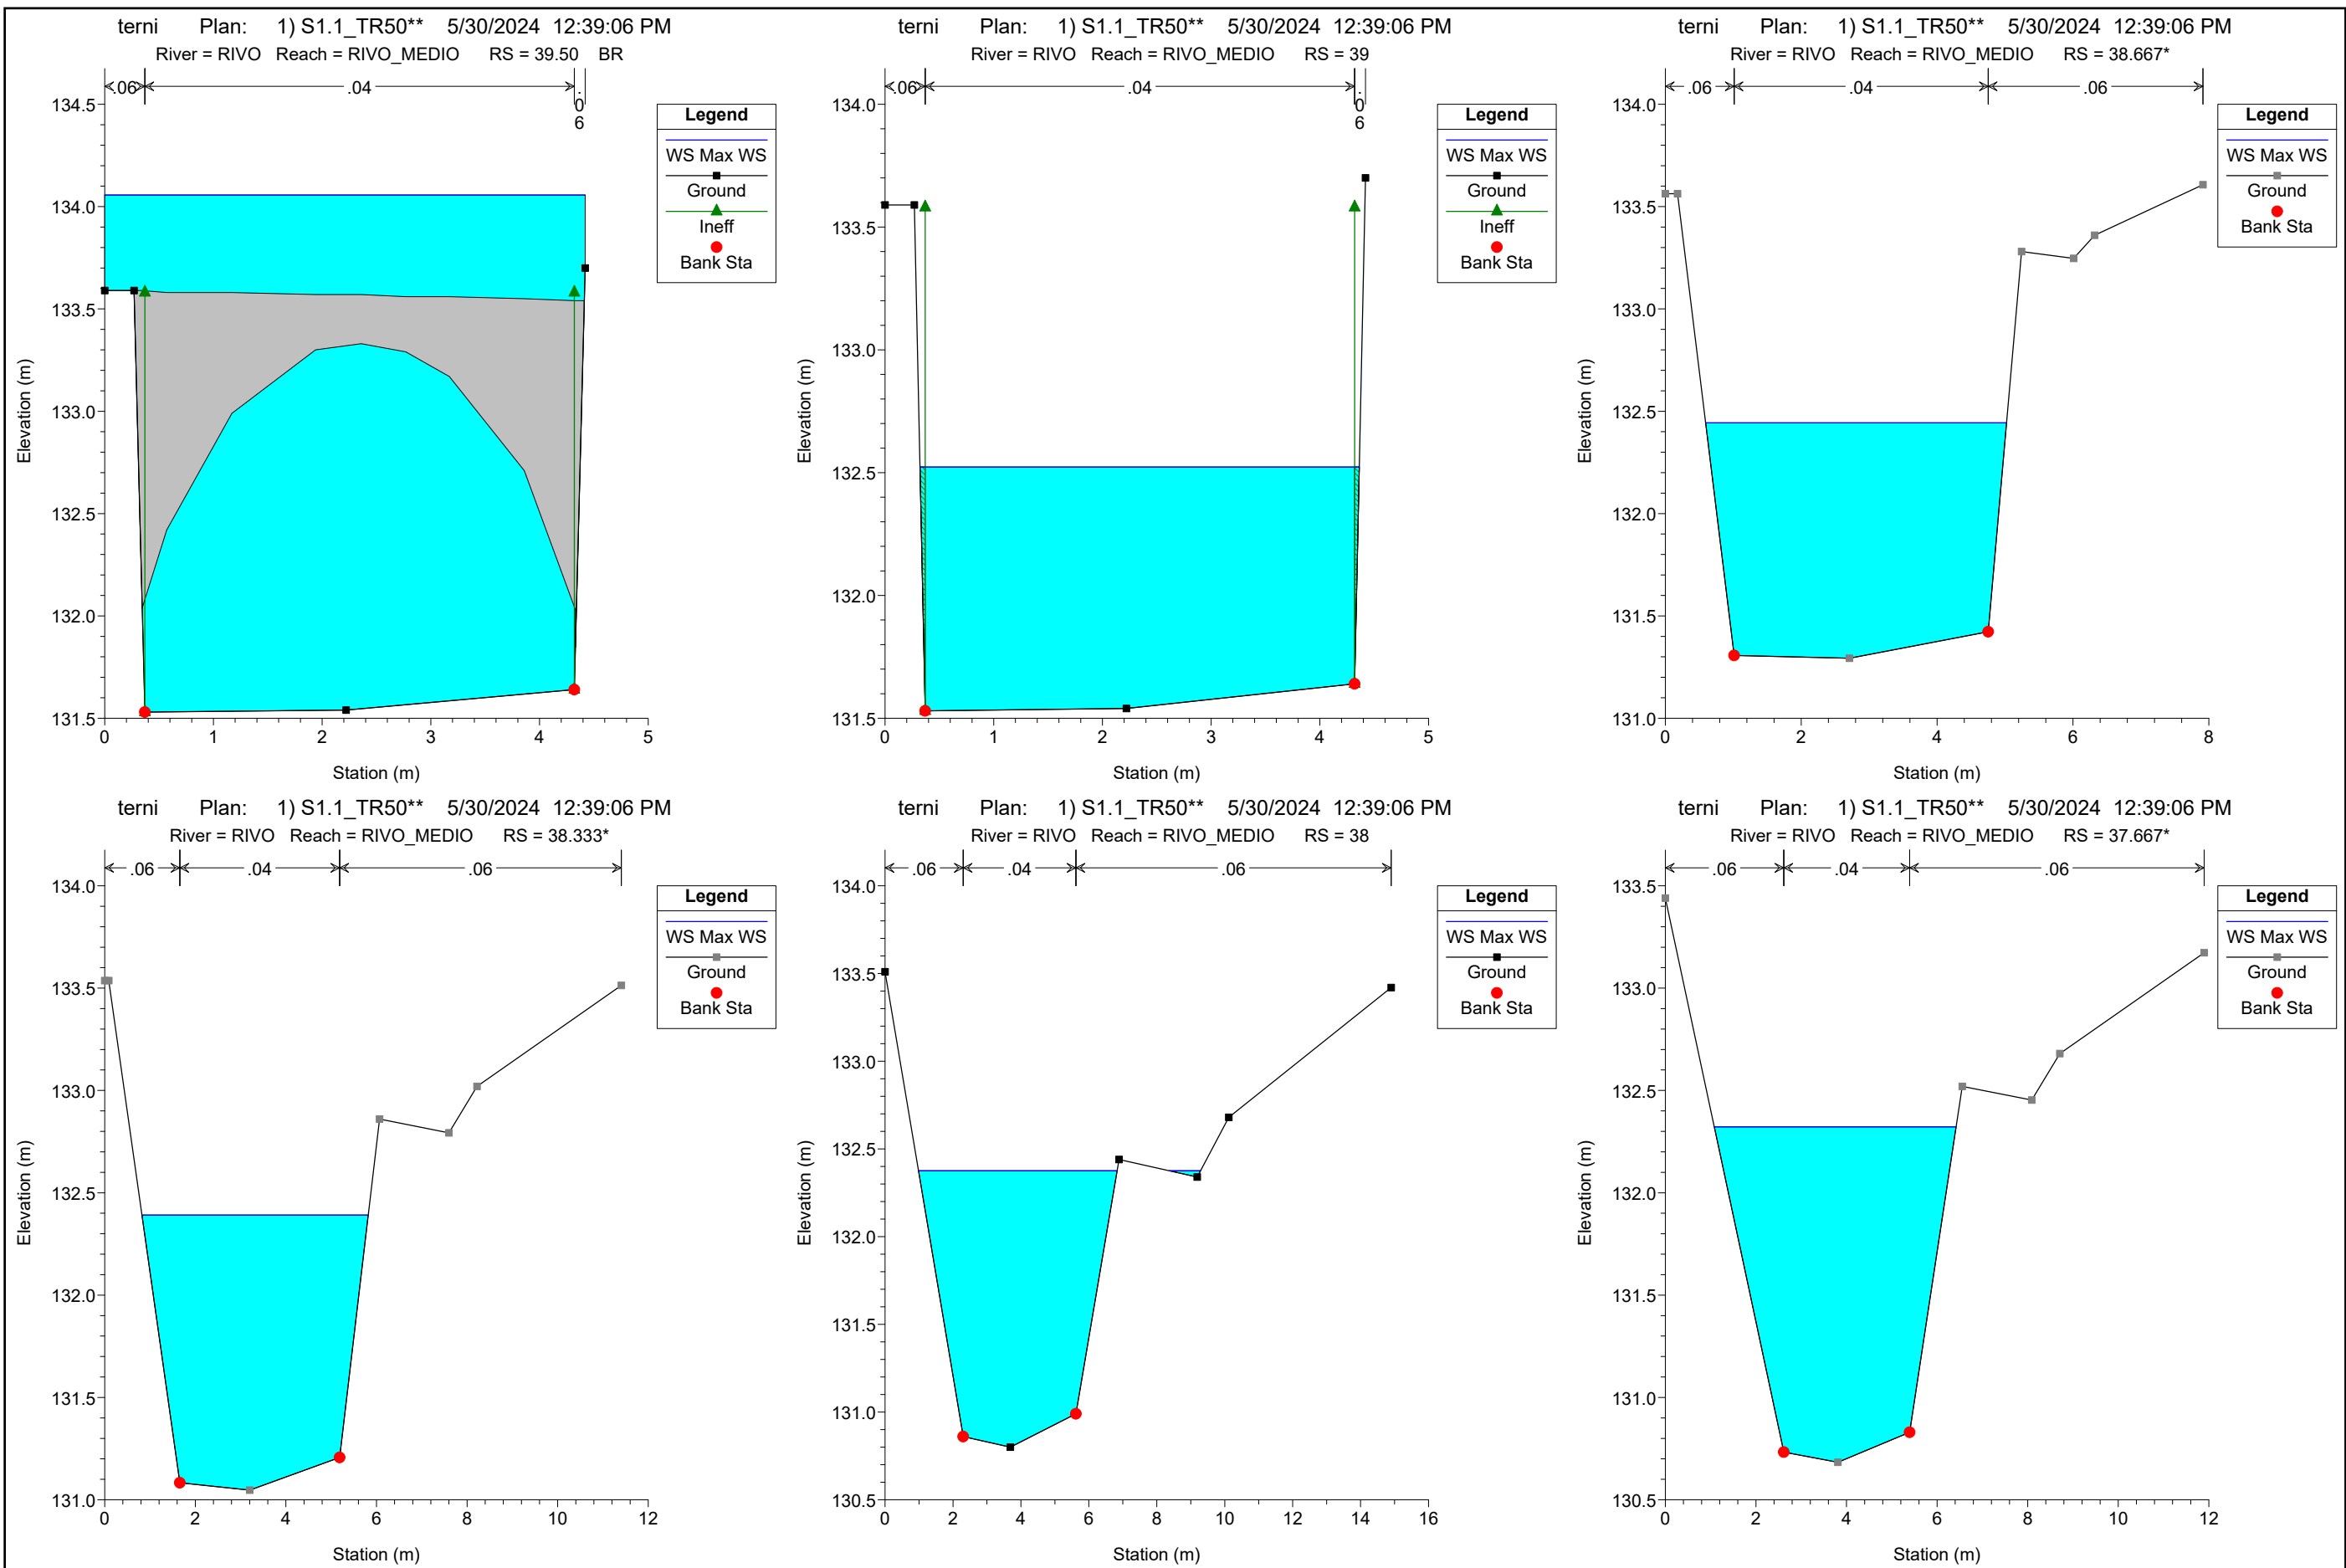 terni Plan: 1) S1.1_TR50** 5/30/2024 12:39:06 PM
River = RIVO Reach = RIVO_MEDIO RS = 39.50 BR
.06 .04 .06
Legend
WS Max WS
Ground
Ineff
Bank Sta
134.5
134.0
133.5
133.0
132.5
132.0
131.5
Elevation (m)
0 1 2 3 4 5
Station (m)
terni Plan: 1) S1.1_TR50** 5/30/2024 12:39:06 PM
River = RIVO Reach = RIVO_MEDIO RS = 39
.06 .04 .06
Legend
WS Max WS
Ground
Ineff
Bank Sta
134.0
133.5
133.0
132.5
132.0
131.5
Elevation (m)
0 1 2 3 4 5
Station (m)
terni Plan: 1) S1.1_TR50** 5/30/2024 12:39:06 PM
River = RIVO Reach = RIVO_MEDIO RS = 38.667*
.06 .04 .06
Legend
WS Max WS
Ground
Bank Sta
134.0
133.5
133.0
132.5
132.0
131.5
131.0
Elevation (m)
0 2 4 6 8
Station (m)
terni Plan: 1) S1.1_TR50** 5/30/2024 12:39:06 PM
River = RIVO Reach = RIVO_MEDIO RS = 38.333*
.06 .04 .06
Legend
WS Max WS
Ground
Bank Sta
134.0
133.5
133.0
132.5
132.0
131.5
131.0
Elevation (m)
0 2 4 6 8 10 12
Station (m)
terni Plan: 1) S1.1_TR50** 5/30/2024 12:39:06 PM
River = RIVO Reach = RIVO_MEDIO RS = 38
.06 .04 .06
Legend
WS Max WS
Ground
Bank Sta
134.0
133.5
133.0
132.5
132.0
131.5
131.0
130.5
Elevation (m)
0 2 4 6 8 10 12 14 16
Station (m)
terni Plan: 1) S1.1_TR50** 5/30/2024 12:39:06 PM
River = RIVO Reach = RIVO_MEDIO RS = 37.667*
.06 .04 .06
Legend
WS Max WS
Ground
Bank Sta
133.5
133.0
132.5
132.0
131.5
131.0
130.5
Elevation (m)
0 2 4 6 8 10 12
Station (m)